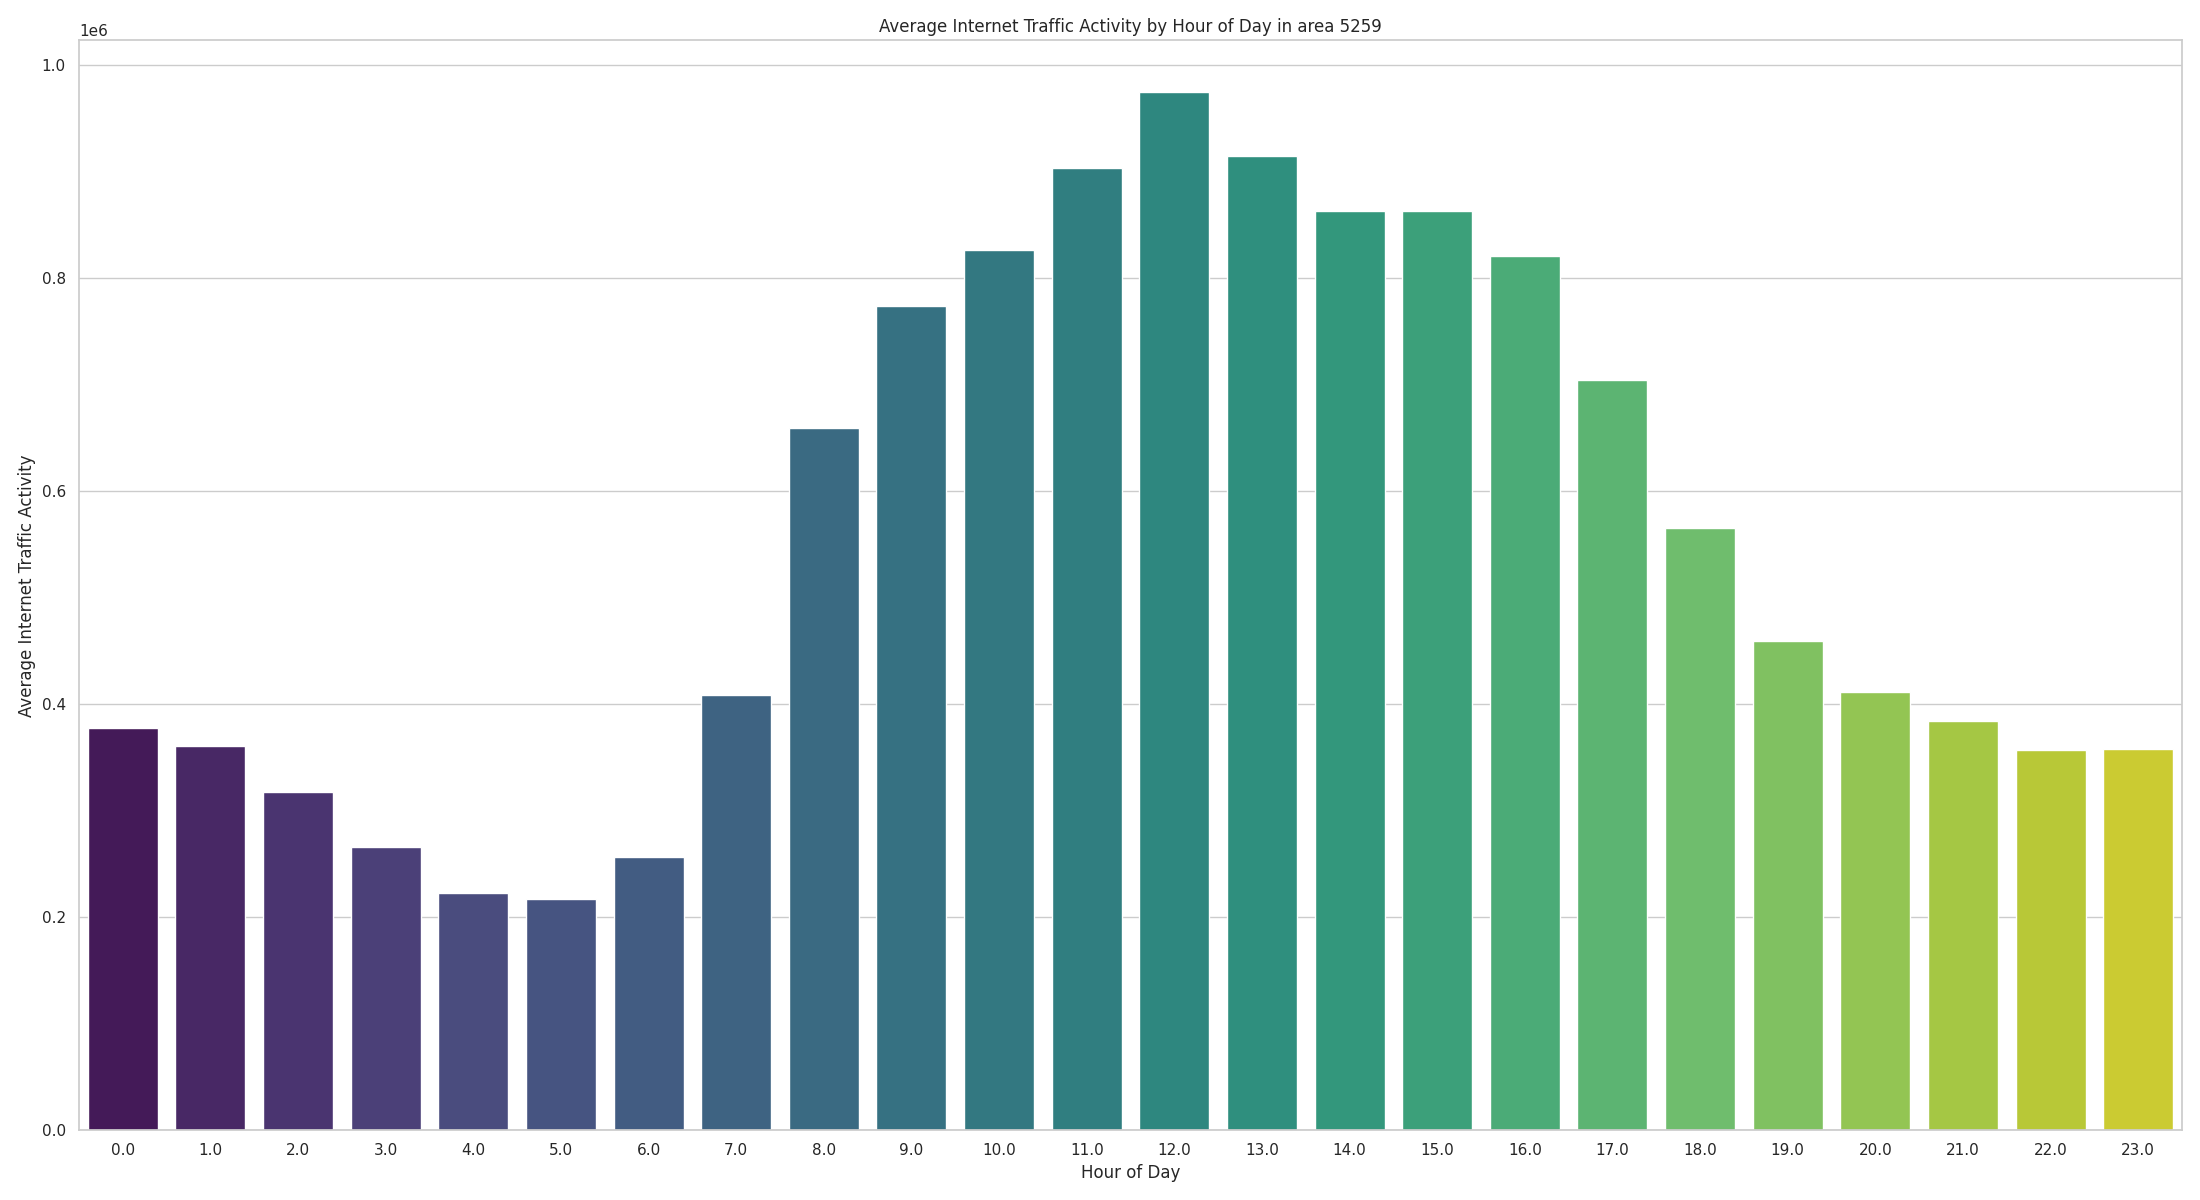 Average Internet Traffic Activity by Hour of Day in area 5259
1e6
1.0
0.8
0.6
0.4
0.2
0.0
Average Internet Traffic Activity
0.0 1.0 2.0 3.0 4.0 5.0 6.0 7.0 8.0 9.0 10.0 11.0 12.0 13.0 14.0 15.0 16.0 17.0 18.0 19.0 20.0 21.0 22.0 23.0
Hour of Day